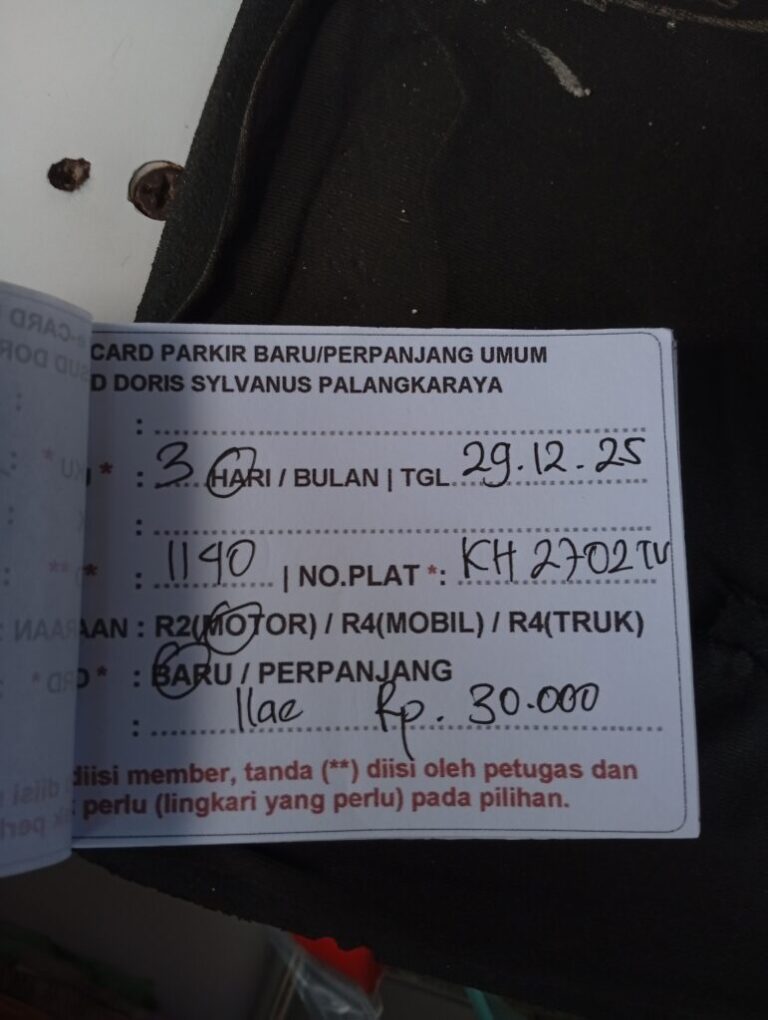 CARD PARKIR BARU/PERPANJANG UMUM
D DORIS SYLVANUS PALANGKARAYA
:
* : 3 HARI / BULAN | TGL 29.12.25
:
* : 1140 | NO.PLAT *: KH 2702 TU
AAN : R2(MOTOR) / R4(MOBIL) / R4(TRUK)
* : BARU / PERPANJANG
: Rp. 30.000
diisi member, tanda (**) diisi oleh petugas dan
perlu (lingkari yang perlu) pada pilihan.